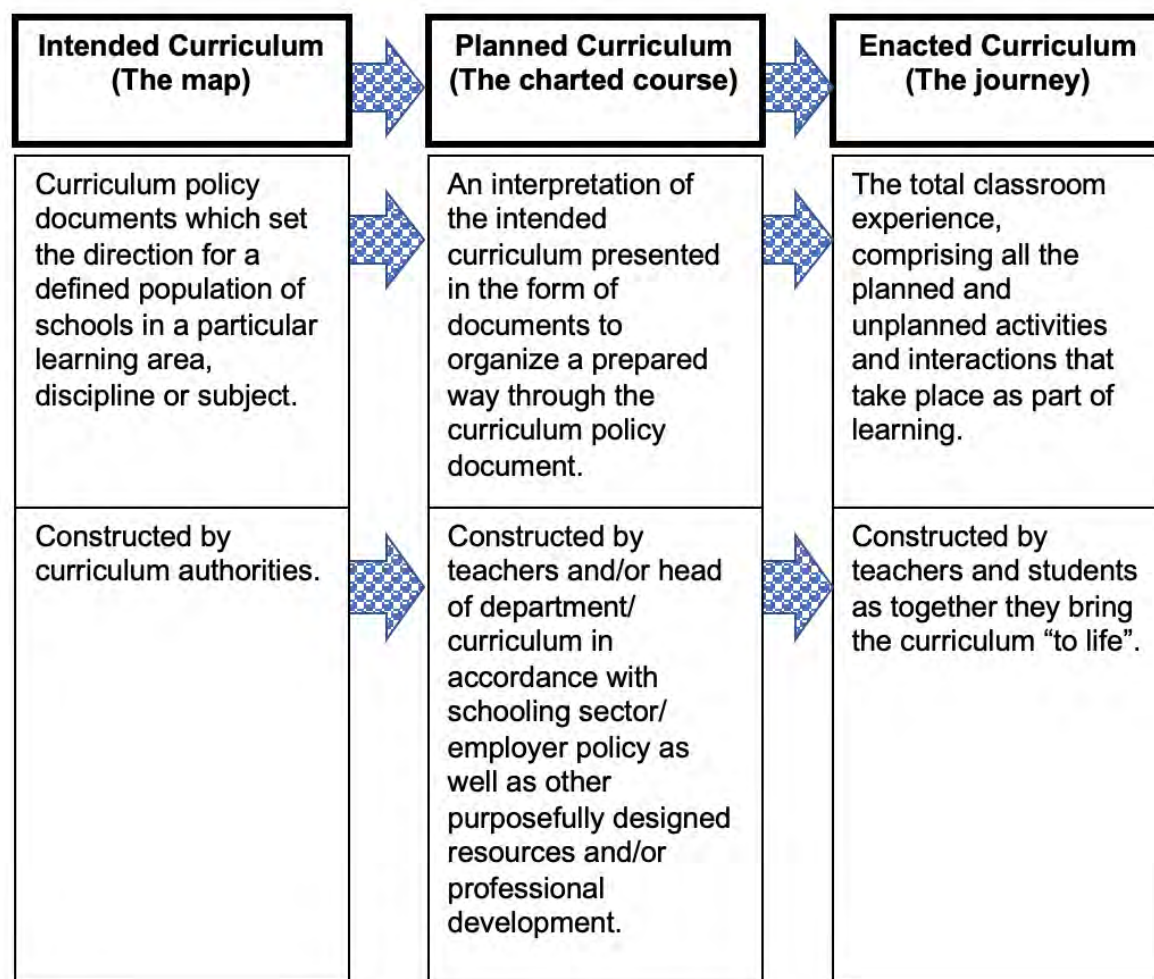 Intended Curriculum
(The map)
Planned Curriculum
(The charted course)
Enacted Curriculum
(The journey)
Curriculum policy
documents which set
the direction for a
defined population of
schools in a particular
learning area,
discipline or subject.
An interpretation of
the intended
curriculum presented
in the form of
documents to
organize a prepared
way through the
curriculum policy
document.
The total classroom
experience,
comprising all the
planned and
unplanned activities
and interactions that
take place as part of
learning.
Constructed by
curriculum authorities.
Constructed by
teachers and/or head
of department/
curriculum in
accordance with
schooling sector/
employer policy as
well as other
purposefully designed
resources and/or
professional
development.
Constructed by
teachers and students
as together they bring
the curriculum “to life”.